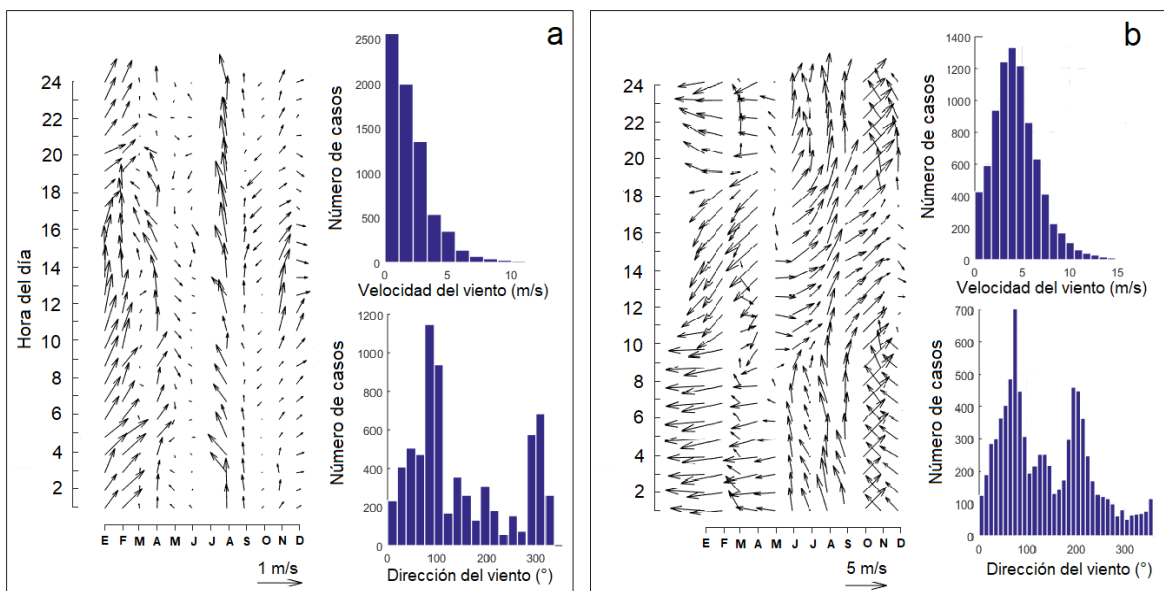 a
Hora del día
24
22
20
18
16
14
12
10
8
6
4
2
E F M A M J J A S O N D
1 m/s
Número de casos
2500
2000
1500
1000
500
0
0 5 10
Velocidad del viento (m/s)
Número de casos
1200
1000
800
600
400
200
0
0 100 200 300
Dirección del viento (°)
b
24
22
20
18
16
14
12
10
8
6
4
2
E F M A M J J A S O N D
5 m/s
Número de casos
1400
1200
1000
800
600
400
200
0
0 5 10 15
Velocidad del viento (m/s)
Número de casos
700
600
500
400
300
200
100
0
0 100 200 300
Dirección del viento (°)